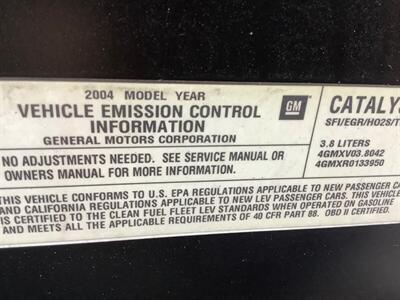 2004 MODEL YEAR
VEHICLE EMISSION CONTROL
INFORMATION
GENERAL MOTORS CORPORATION
NO ADJUSTMENTS NEEDED. SEE SERVICE MANUAL OR
OWNERS MANUAL FOR MORE INFORMATION.
GM
CATALYS
SFI/EGR/HO2S/T
3.8 LITERS
4GMXV03.8042
4GMXR0133950
THIS VEHICLE CONFORMS TO U.S. EPA REGULATIONS APPLICABLE TO NEW PASSENGER CA
AND CALIFORNIA REGULATIONS APPLICABLE TO NEW LEV PASSENGER CARS. THIS
IS CERTIFIED TO THE CLEAN FUEL FLEET LEV STANDARDS WHEN OPERATED ON GASOLINE
AND MEETS ALL THE APPLICABLE REQUIREMENTS OF 40 CFR PART 88. OBD II CERTIFIED.